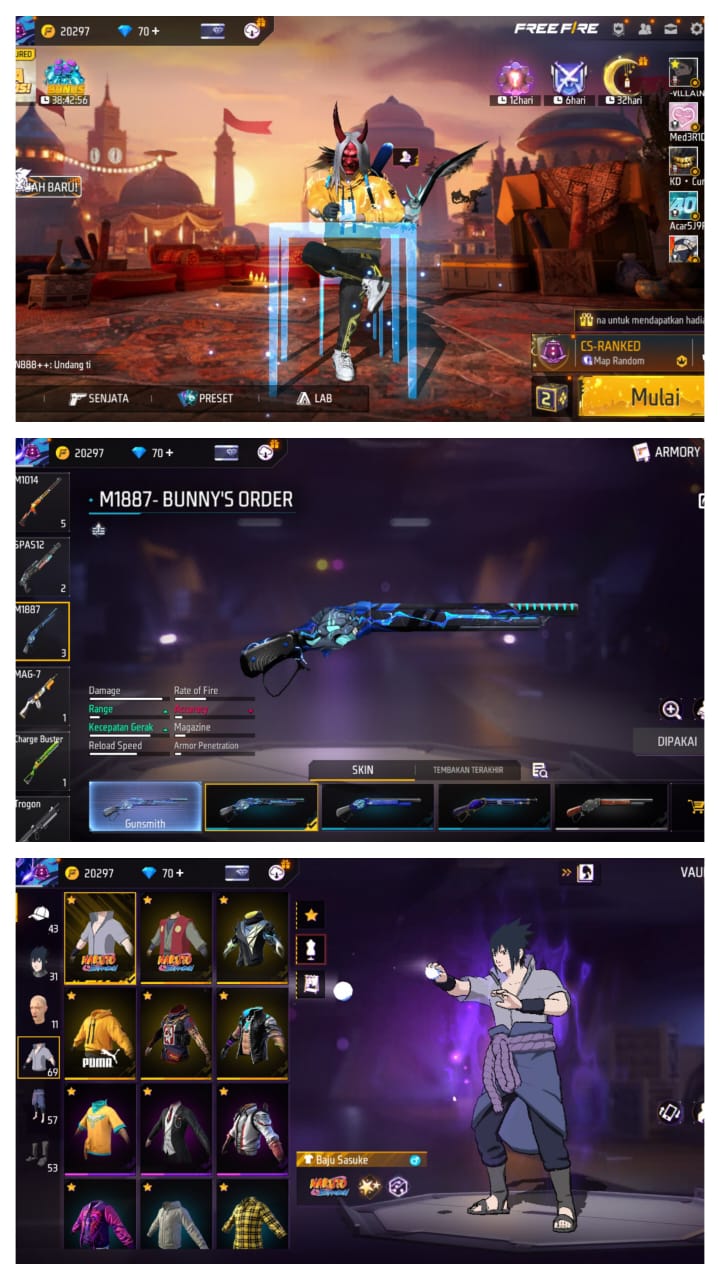 20297
70 +
FREE FIRE
URED
BONUS
38:42:56
12hari
6hari
32hari
-VILLAIN
Med3R1D
KD • Cur
Acar5J9F
AH BARU!
na untuk mendapatkan hadia
CS-RANKED
Map Random
N888++: Undang ti
SENJATA
PRESET
LAB
2
Mulai
20297
70 +
ARMORY
M1014
5
SPAS12
2
M1887
3
MAG-7
1
Charge Buster
1
Trogon
M1887- BUNNY'S ORDER
Damage
Rate of Fire
Range
Accuracy
Kecepatan Gerak
Magazine
Reload Speed
Armor Penetration
DIPAKAI
SKIN
TEMBAKAN TERAKHIR
Gunsmith
20297
70 +
VAU
43
31
11
69
57
53
NARUTO
NARUTO
PUMA
Baju Sasuke
NARUTO